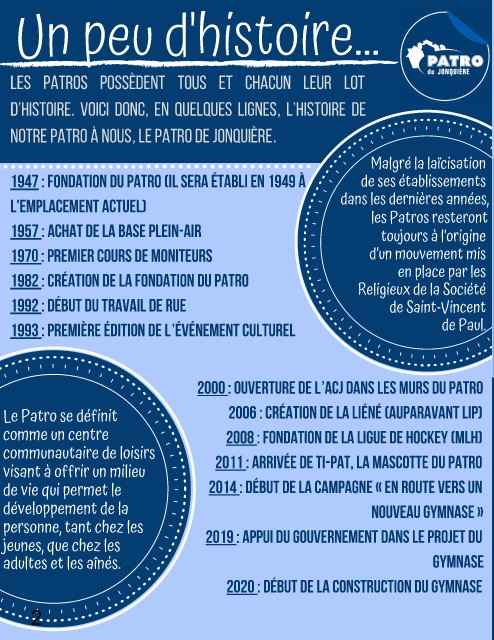 Un peu d'histoire...
PATRO
de JONQUIÈRE
LES PATROS POSSÈDENT TOUS ET CHACUN LEUR LOT
D'HISTOIRE. VOICI DONC, EN QUELQUES LIGNES, L'HISTOIRE DE
NOTRE PATRO À NOUS, LE PATRO DE JONQUIÈRE.
Malgré la laïcisation
de ses établissements
dans les dernières années,
les Patros resteront
toujours à l'origine
d'un mouvement mis
en place par les
Religieux de la Société
de Saint-Vincent
de Paul.
1947 : FONDATION DU PATRO (IL SERA ÉTABLI EN 1949 À
L'EMPLACEMENT ACTUEL)
1957 : ACHAT DE LA BASE PLEIN-AIR
1970 : PREMIER COURS DE MONITEURS
1982 : CRÉATION DE LA FONDATION DU PATRO
1992 : DÉBUT DU TRAVAIL DE RUE
1993 : PREMIÈRE ÉDITION DE L'ÉVÉNEMENT CULTUREL
2000 : OUVERTURE DE L'ACJ DANS LES MURS DU PATRO
2006 : CRÉATION DE LA LIÉNÉ (AUPARAVANT LIP)
2008 : FONDATION DE LA LIGUE DE HOCKEY (MLH)
2011 : ARRIVÉE DE TI-PAT, LA MASCOTTE DU PATRO
2014 : DÉBUT DE LA CAMPAGNE « EN ROUTE VERS UN
NOUVEAU GYMNASE »
2019 : APPUI DU GOUVERNEMENT DANS LE PROJET DU
GYMNASE
2020 : DÉBUT DE LA CONSTRUCTION DU GYMNASE
Le Patro se définit
comme un centre
communautaire de loisirs
visant à offrir un milieu
de vie qui permet le
développement de la
personne, tant chez les
jeunes, que chez les
adultes et les aînés.
2